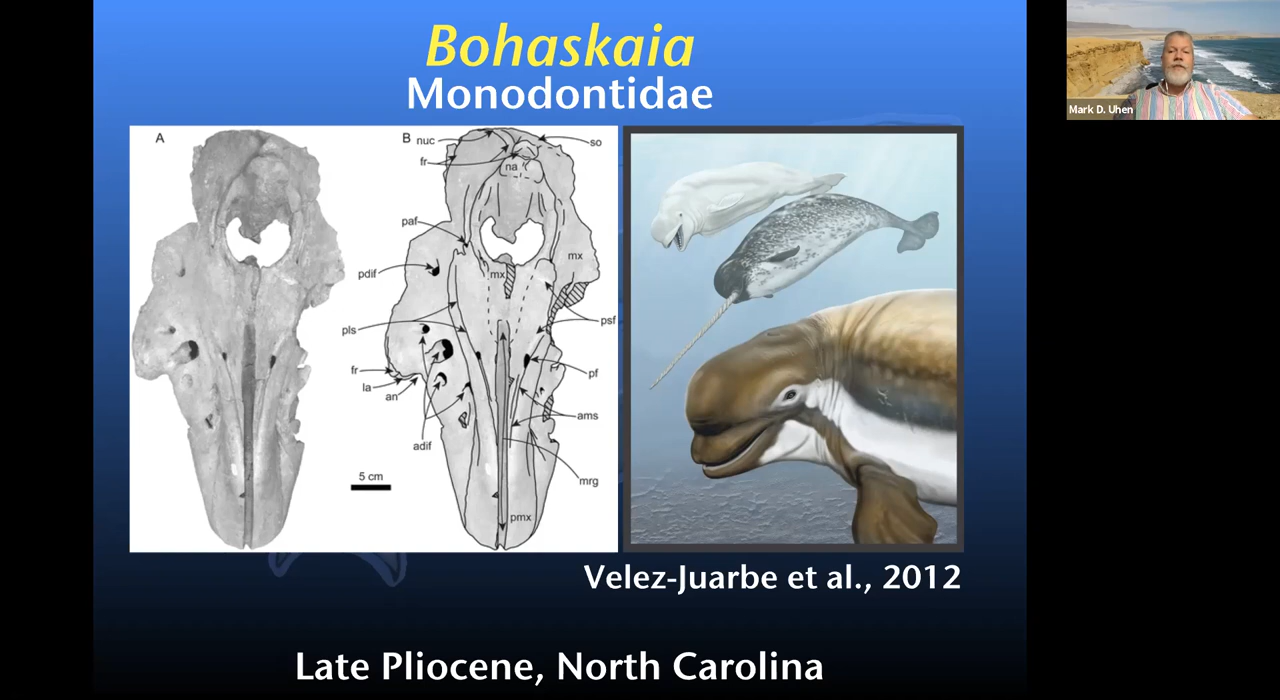 Bohaskaia
Monodontidae
A
B
nuc
so
fr
na
paf
mx
pdif
mx
pls
psf
fr
pf
la
an
ams
adif
5 cm
mrg
pmx
Velez-Juarbe et al., 2012
Late Pliocene, North Carolina
Mark D. Uhen